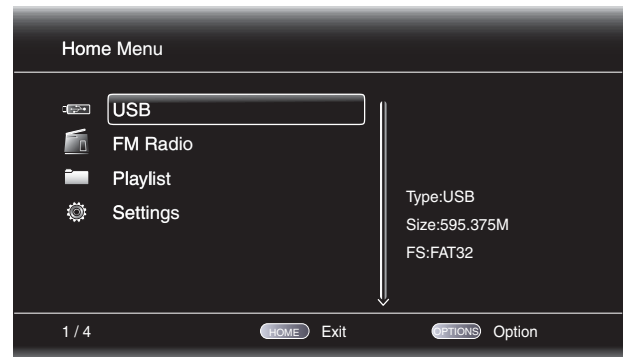 Home Menu
USB
FM Radio
Playlist
Settings
Type:USB
Size:595.375M
FS:FAT32
1 / 4 HOME Exit OPTIONS Option